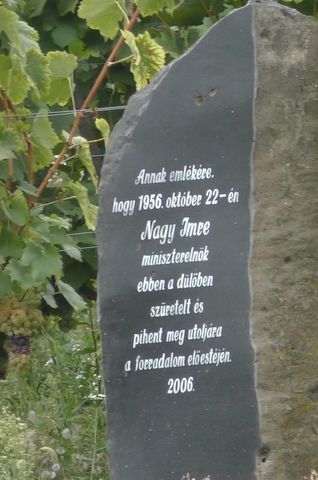 Annak emlékére,
hogy 1956. október 22-én
Nagy Imre
miniszterelnök
ebben a dülőben
szüretelt és
pihent meg utoljára
a forradalom előestéjén.
2006.